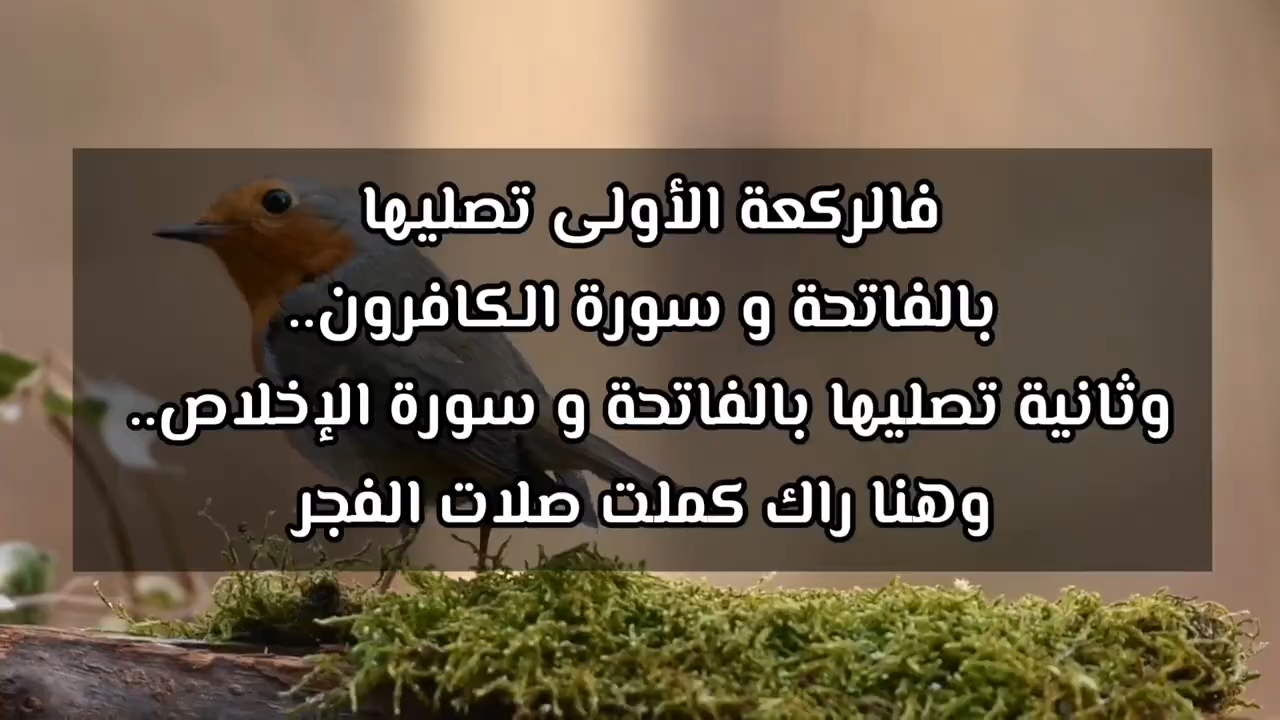 فالركعة الأولى تصليها
بالفاتحة و سورة الكافرون..
وثانية تصليها بالفاتحة و سورة الإخلاص..
وهنا راك كملت صلات الفجر